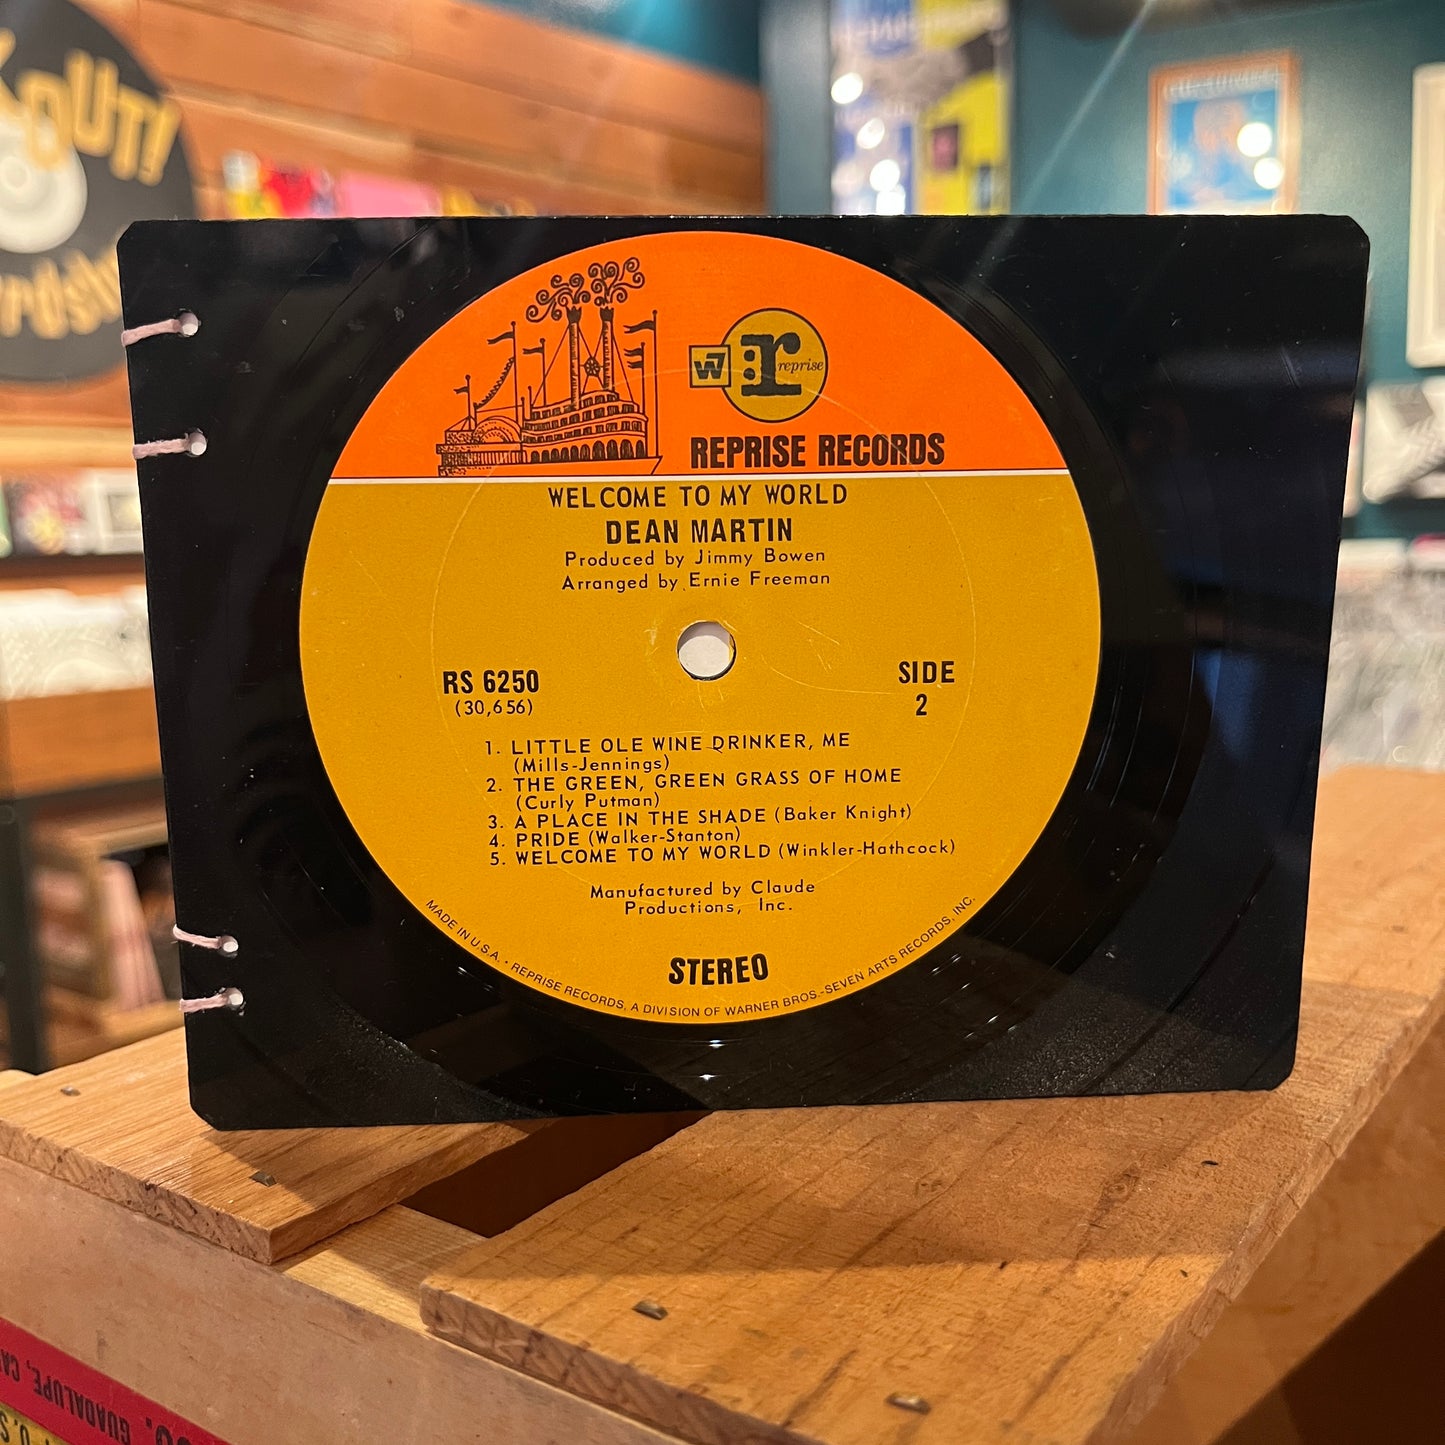 OUT!
W7
r
reprise
REPRISE RECORDS
WELCOME TO MY WORLD
DEAN MARTIN
Produced by Jimmy Bowen
Arranged by Ernie Freeman
RS 6250
(30,656)
SIDE
2
1. LITTLE OLE WINE DRINKER, ME
(Mills-Jennings)
2. THE GREEN, GREEN GRASS OF HOME
(Curly Putman)
3. A PLACE IN THE SHADE (Baker Knight)
4. PRIDE (Walker-Stanton)
5. WELCOME TO MY WORLD (Winkler-Hathcock)
Manufactured by Claude
Productions, Inc.
STEREO
MADE IN U.S.A. • REPRISE RECORDS, A DIVISION OF WARNER BROS.-SEVEN ARTS RECORDS, INC.
GUADALUPE,